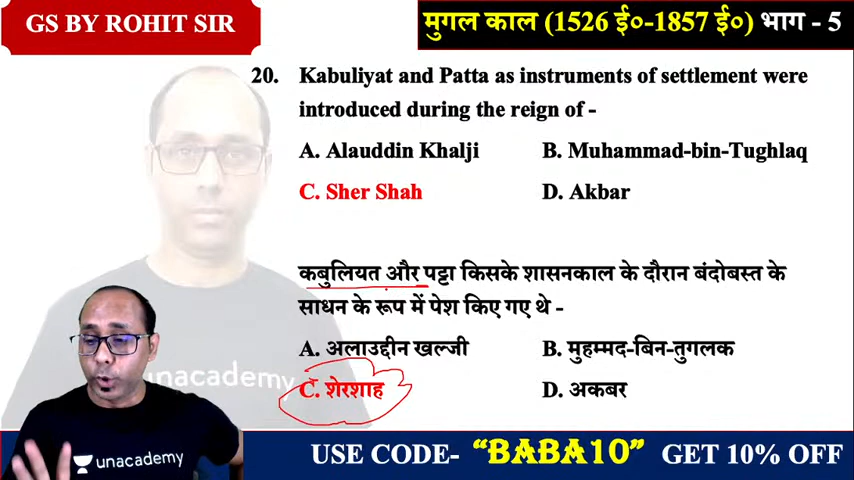 GS BY ROHIT SIR
मुगल काल (1526 ई०-1857 ई०) भाग - 5
20. Kabuliyat and Patta as instruments of settlement were
introduced during the reign of -
A. Alauddin Khalji B. Muhammad-bin-Tughlaq
C. Sher Shah D. Akbar
कबुलियत और पट्टा किसके शासनकाल के दौरान बंदोबस्त के
साधन के रूप में पेश किए गए थे -
A. अलाउद्दीन खल्जी B. मुहम्मद-बिन-तुगलक
C. शेरशाह D. अकबर
unacademy
unacademy
USE CODE- “BABA10” GET 10% OFF